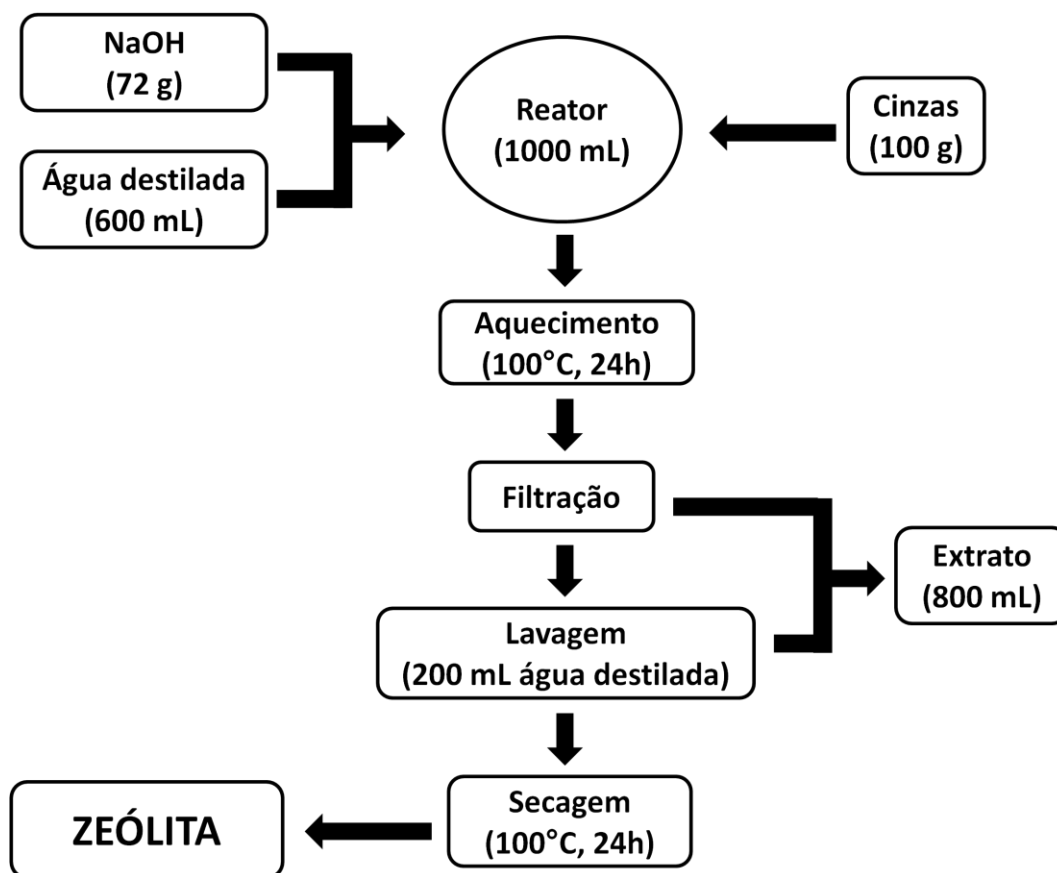 NaOH
(72 g)
Água destilada
(600 mL)
Reator
(1000 mL)
Cinzas
(100 g)
Aquecimento
(100°C, 24h)
Filtração
Extrato
(800 mL)
Lavagem
(200 mL água destilada)
Secagem
(100°C, 24h)
ZEÓLITA